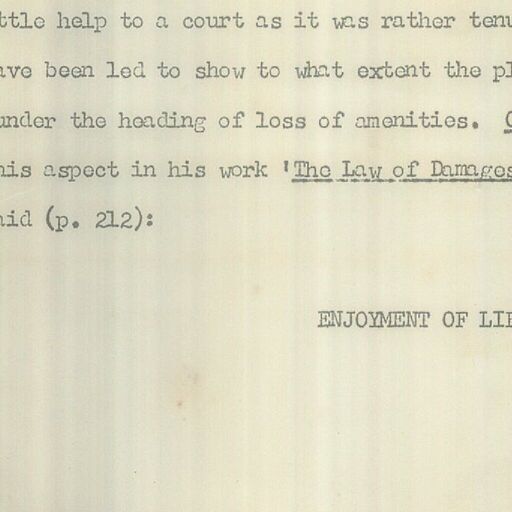 ttle help to a court as it was rather tenu
ave been led to show to what extent the pl
under the heading of loss of amenities.
his aspect in his work 'The Law of Damages
aid (p. 212):
ENJOYMENT OF LIF